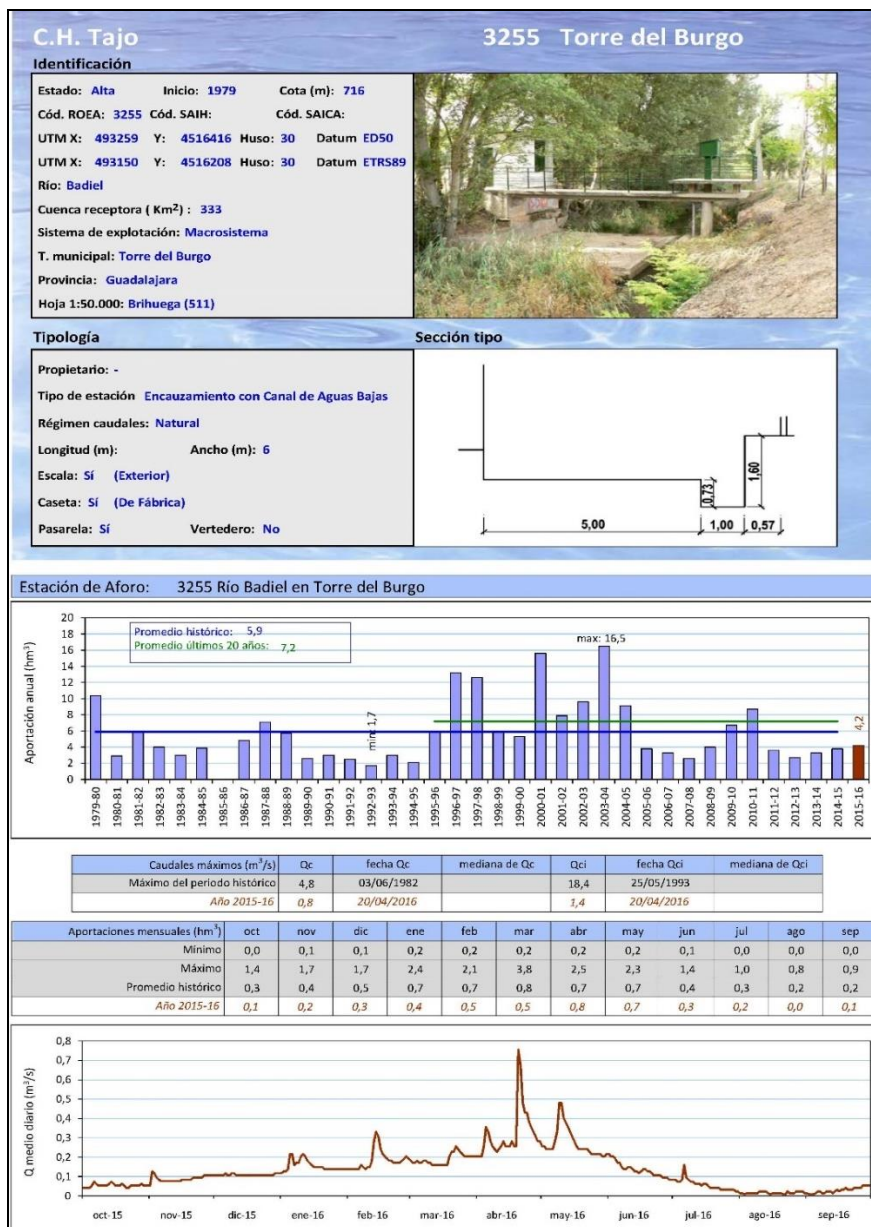 C.H. Tajo
3255 Torre del Burgo
Identificación
Estado: Alta Inicio: 1979 Cota (m): 716
Cód. ROEA: 3255 Cód. SAIH: Cód. SAICA:
UTM X: 493259 Y: 4516416 Huso: 30 Datum ED50
UTM X: 493150 Y: 4516208 Huso: 30 Datum ETRS89
Río: Badiel
Cuenca receptora ( Km²) : 333
Sistema de explotación: Macrosistema
T. municipal: Torre del Burgo
Provincia: Guadalajara
Hoja 1:50.000: Brihuega (511)
Tipología
Propietario: -
Tipo de estación Encauzamiento con Canal de Aguas Bajas
Régimen caudales: Natural
Longitud (m): Ancho (m): 6
Escala: Sí (Exterior)
Caseta: Sí (De Fábrica)
Pasarela: Sí Vertedero: No
Sección tipo
0,73
1,60
5,00 1,00 0,57
Estación de Aforo: 3255 Río Badiel en Torre del Burgo
Aportación anual (hm³)
20
18
16
14
12
10
8
6
4
2
0
Promedio histórico: 5,9
Promedio últimos 20 años: 7,2
min: 1,7
max: 16,5
4,2
1979-80 1980-81 1981-82 1982-83 1983-84 1984-85 1985-86 1986-87 1987-88 1988-89 1989-90 1990-91 1991-92 1992-93 1993-94 1994-95 1995-96 1996-97 1997-98 1998-99 1999-00 2000-01 2001-02 2002-03 2003-04 2004-05 2005-06 2006-07 2007-08 2008-09 2009-10 2010-11 2011-12 2012-13 2013-14 2014-15 2015-16
Caudales máximos (m³/s) Qc fecha Qc mediana de Qc Qci fecha Qci mediana de Qci
Máximo del periodo histórico 4,8 03/06/1982 18,4 25/05/1993
Año 2015-16 0,8 20/04/2016 1,4 20/04/2016
Aportaciones mensuales (hm³) oct nov dic ene feb mar abr may jun jul ago sep
Mínimo 0,0 0,1 0,1 0,2 0,2 0,2 0,2 0,2 0,1 0,0 0,0 0,0
Máximo 1,4 1,7 1,7 2,4 2,1 3,8 2,5 2,3 1,4 1,0 0,8 0,9
Promedio histórico 0,3 0,4 0,5 0,7 0,7 0,8 0,7 0,7 0,4 0,3 0,2 0,2
Año 2015-16 0,1 0,2 0,3 0,4 0,5 0,5 0,8 0,7 0,3 0,2 0,0 0,1
Q medio diario (m³/s)
0,8
0,7
0,6
0,5
0,4
0,3
0,2
0,1
0
oct-15 nov-15 dic-15 ene-16 feb-16 mar-16 abr-16 may-16 jun-16 jul-16 ago-16 sep-16